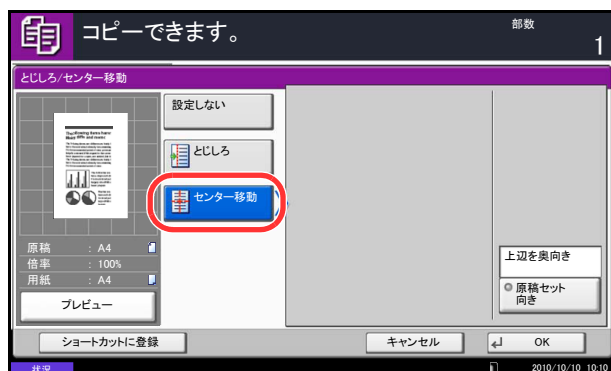 コピーできます。
部数
1
とじしろ/センター移動
設定しない
とじしろ
センター移動
原稿 : A4
倍率 : 100%
用紙 : A4
プレビュー
上辺を奥向き
原稿セット
向き
ショートカットに登録
キャンセル
OK
状況
2010/10/10 10:10